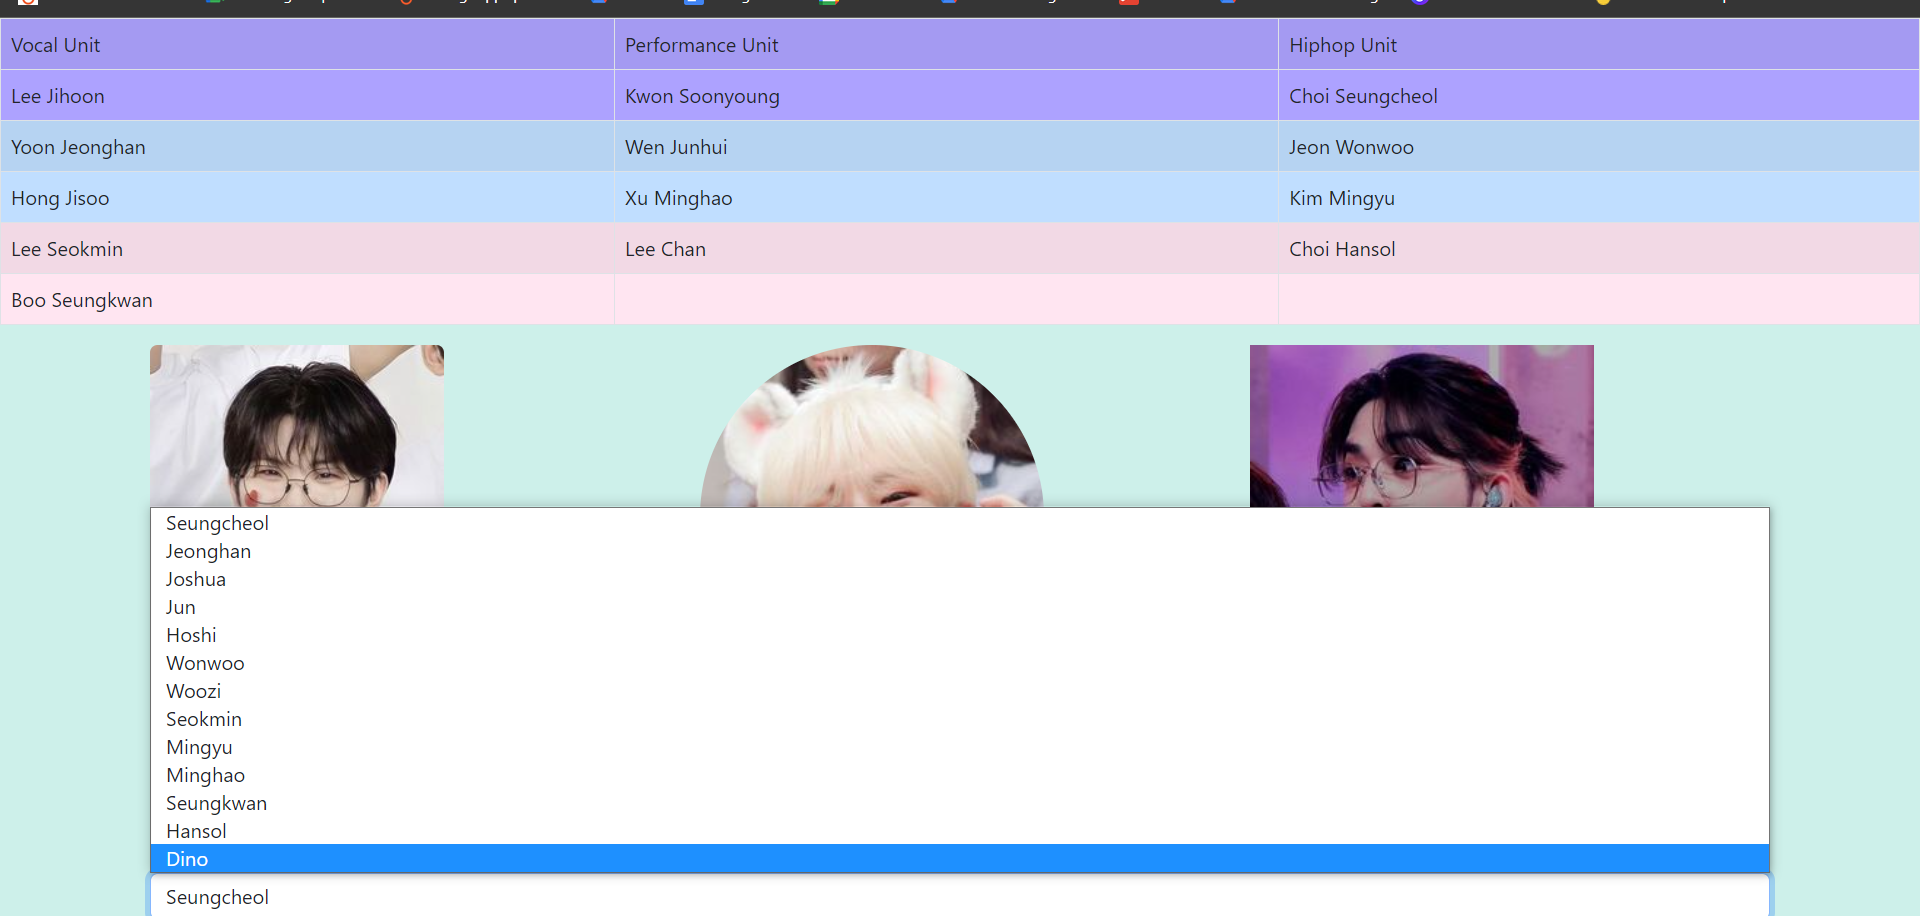 Vocal Unit Performance Unit Hiphop Unit
Lee Jihoon Kwon Soonyoung Choi Seungcheol
Yoon Jeonghan Wen Junhui Jeon Wonwoo
Hong Jisoo Xu Minghao Kim Mingyu
Lee Seokmin Lee Chan Choi Hansol
Boo Seungkwan
Seungcheol
Jeonghan
Joshua
Jun
Hoshi
Wonwoo
Woozi
Seokmin
Mingyu
Minghao
Seungkwan
Hansol
Dino
Seungcheol